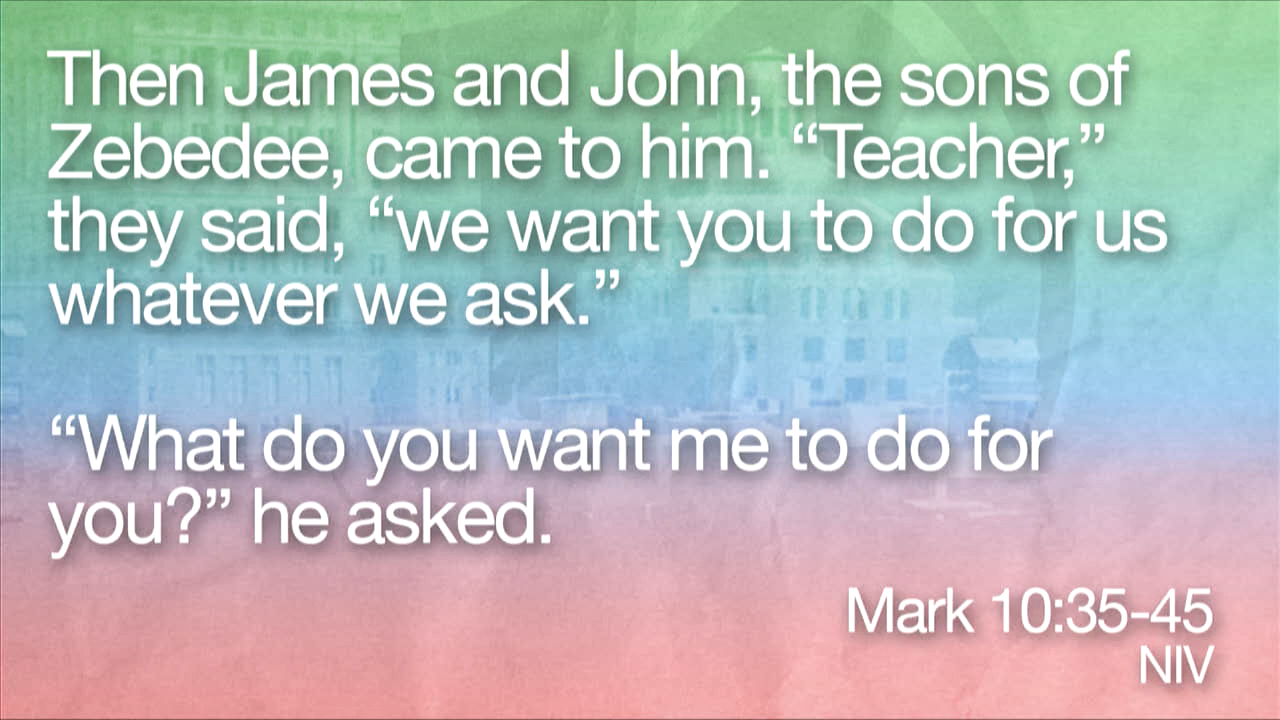 Then James and John, the sons of
Zebedee, came to him. “Teacher,”
they said, “we want you to do for us
whatever we ask.”
“What do you want me to do for
you?” he asked.
Mark 10:35-45
NIV